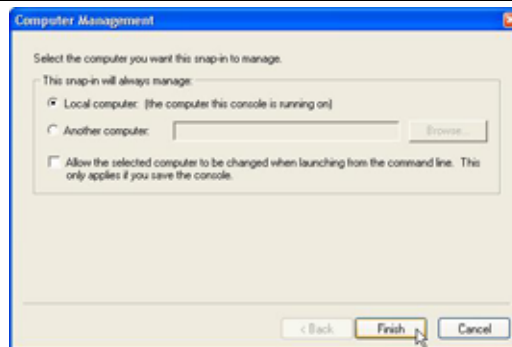 Computer Management
Select the computer you want this snap-in to manage.
This snap-in will always manage:
Local computer: (the computer this console is running on)
Another computer:
Browse...
Allow the selected computer to be changed when launching from the command line. This
only applies if you save the console.
< Back
Finish
Cancel